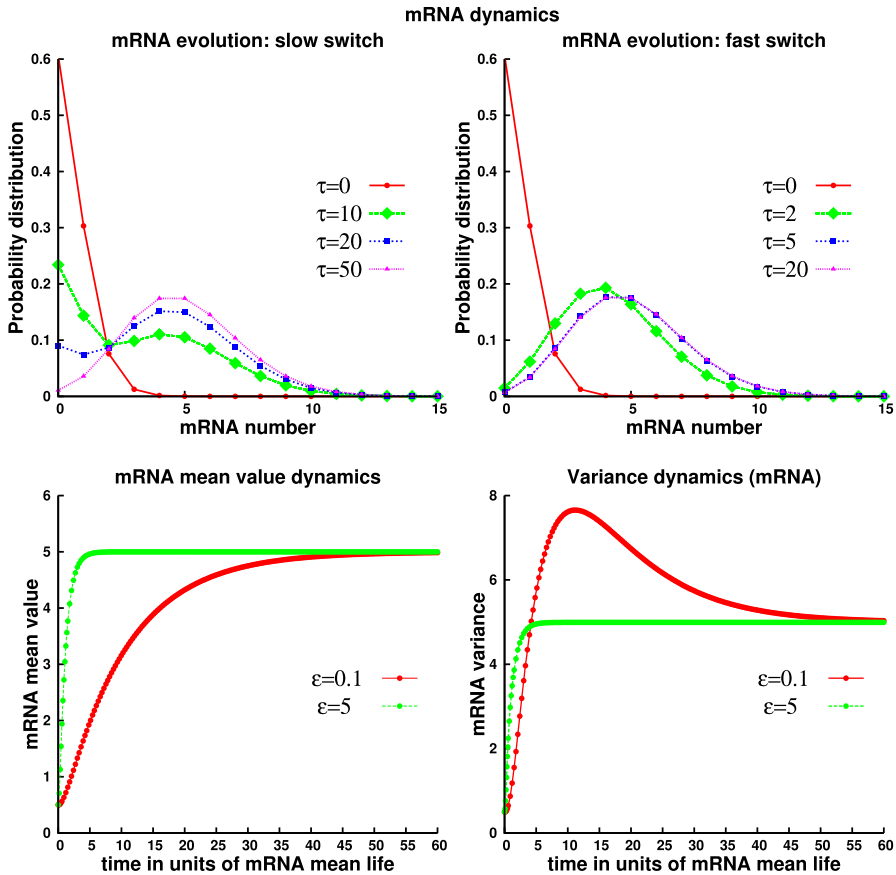 mRNA dynamics
mRNA evolution: slow switch
0.6
0.5
0.4
0.3
0.2
0.1
0
Probability distribution
τ=0
τ=10
τ=20
τ=50
0 5 10 15
mRNA number
mRNA evolution: fast switch
0.6
0.5
0.4
0.3
0.2
0.1
0
Probability distribution
τ=0
τ=2
τ=5
τ=20
0 5 10 15
mRNA number
mRNA mean value dynamics
6
5
4
3
2
1
0
mRNA mean value
ε=0.1
ε=5
0 5 10 15 20 25 30 35 40 45 50 55 60
time in units of mRNA mean life
Variance dynamics (mRNA)
8
6
4
2
0
mRNA variance
ε=0.1
ε=5
0 5 10 15 20 25 30 35 40 45 50 55 60
time in units of mRNA mean life